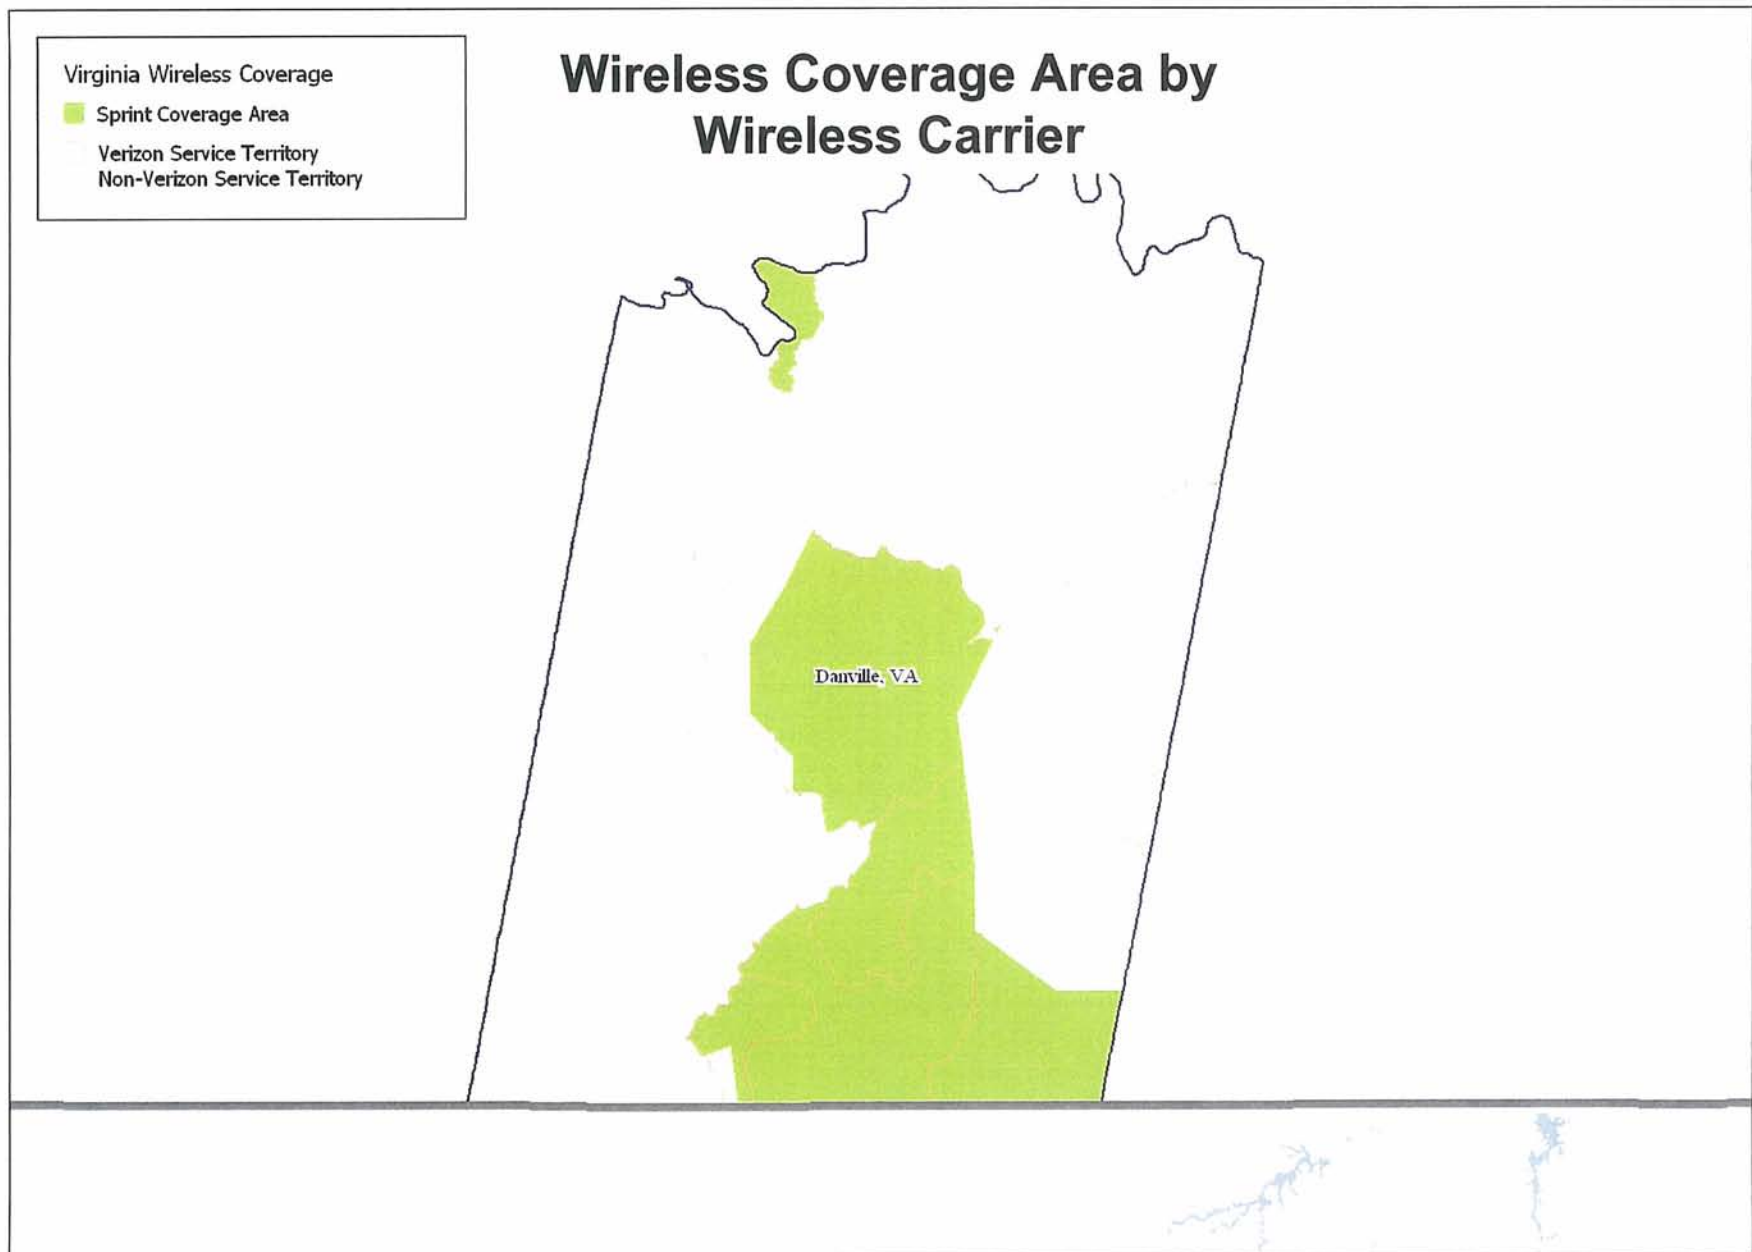 Virginia Wireless Coverage
Sprint Coverage Area
Verizon Service Territory
Non-Verizon Service Territory
Wireless Coverage Area by
Wireless Carrier
Danville, VA